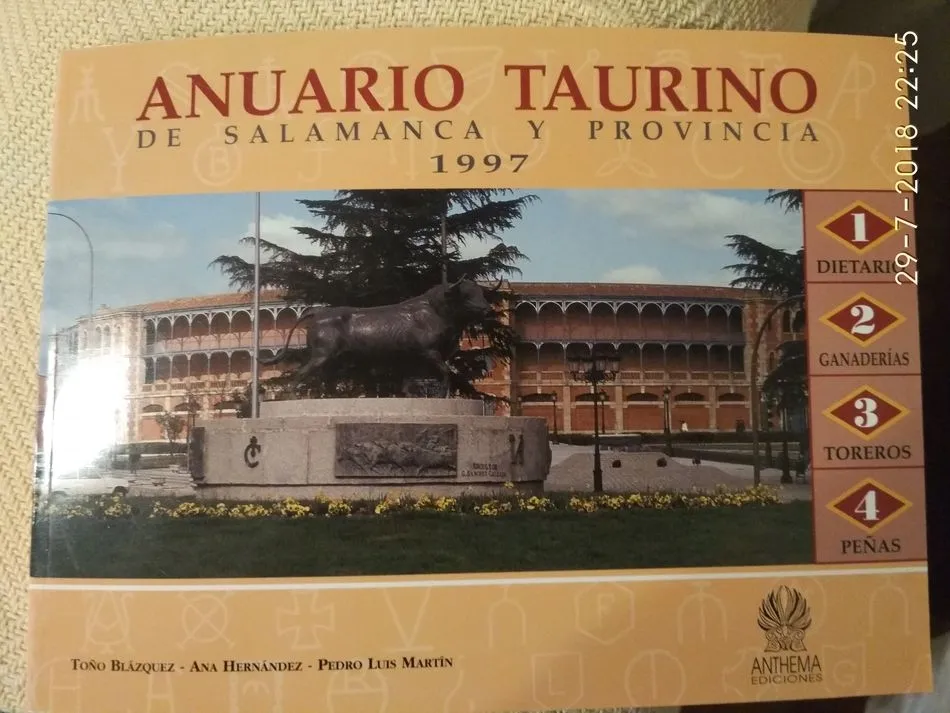 ANUARIO TAURINO
DE SALAMANCA Y PROVINCIA
1997
1
DIETARIO
2
GANADERÍAS
3
TOREROS
4
PEÑAS
TOÑO BLÁZQUEZ - ANA HERNÁNDEZ - PEDRO LUIS MARTÍN
ANTHEMA
EDICIONES
29-7-2018 22:25